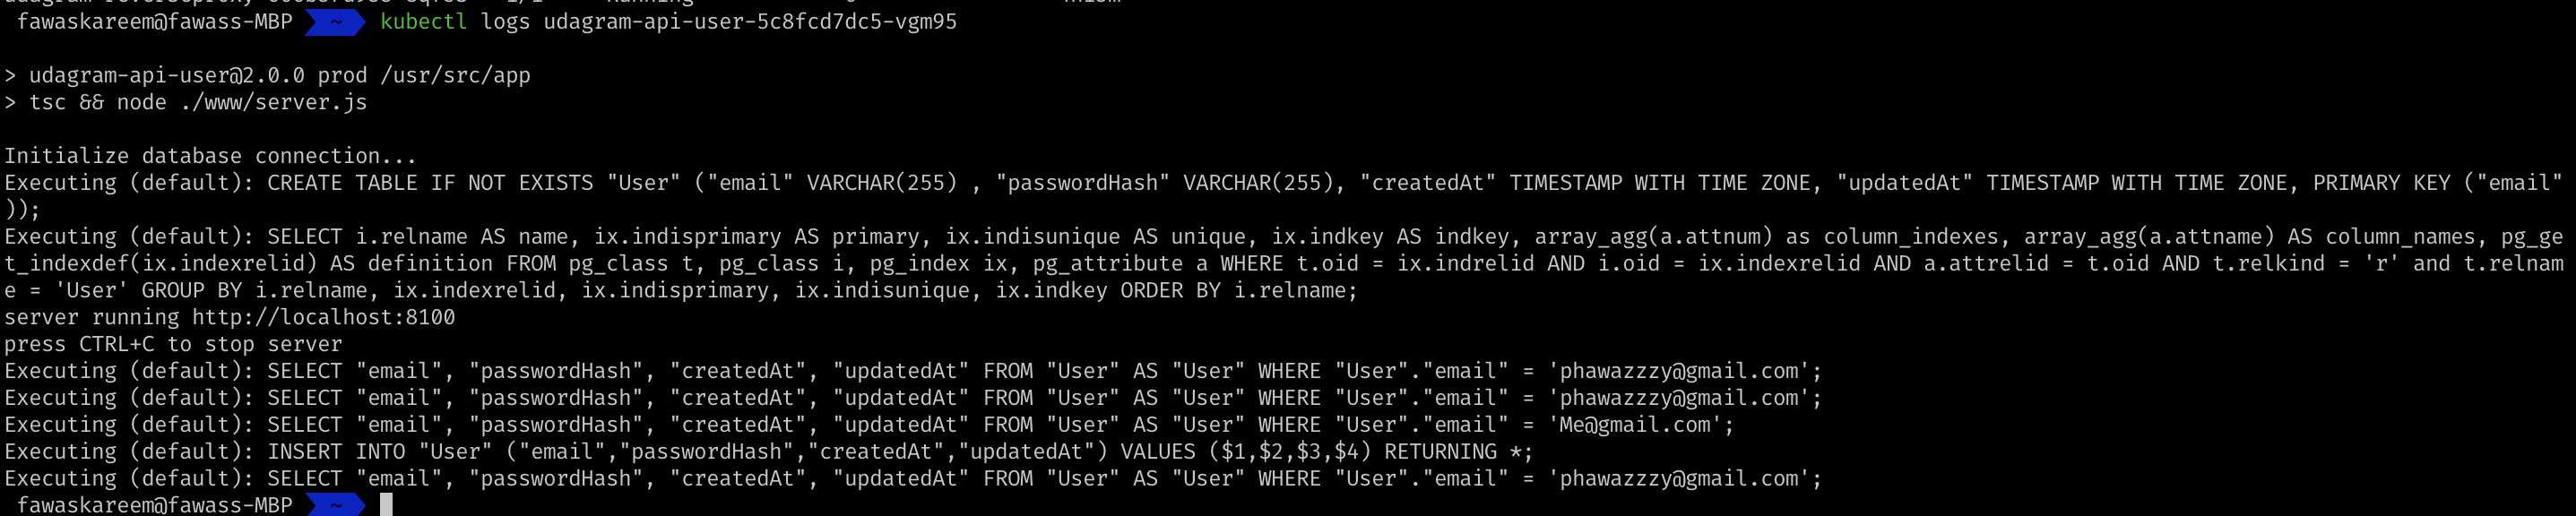 fawaskareem@fawass-MBP ~ kubectl logs udagram-api-user-5c8fcd7dc5-vgm95
> udagram-api-user@2.0.0 prod /usr/src/app
> tsc && node ./www/server.js
Initialize database connection...
Executing (default): CREATE TABLE IF NOT EXISTS "User" ("email" VARCHAR(255) , "passwordHash" VARCHAR(255), "createdAt" TIMESTAMP WITH TIME ZONE, "updatedAt" TIMESTAMP WITH TIME ZONE, PRIMARY KEY ("email"
));
Executing (default): SELECT i.relname AS name, ix.indisprimary AS primary, ix.indisunique AS unique, ix.indkey AS indkey, array_agg(a.attnum) as column_indexes, array_agg(a.attname) AS column_names, pg_ge
t_indexdef(ix.indexrelid) AS definition FROM pg_class t, pg_class i, pg_index ix, pg_attribute a WHERE t.oid = ix.indrelid AND i.oid = ix.indexrelid AND a.attrelid = t.oid AND t.relkind = 'r' and t.relnam
e = 'User' GROUP BY i.relname, ix.indexrelid, ix.indisprimary, ix.indisunique, ix.indkey ORDER BY i.relname;
server running http://localhost:8100
press CTRL+C to stop server
Executing (default): SELECT "email", "passwordHash", "createdAt", "updatedAt" FROM "User" AS "User" WHERE "User"."email" = 'phawazzzy@gmail.com';
Executing (default): SELECT "email", "passwordHash", "createdAt", "updatedAt" FROM "User" AS "User" WHERE "User"."email" = 'phawazzzy@gmail.com';
Executing (default): SELECT "email", "passwordHash", "createdAt", "updatedAt" FROM "User" AS "User" WHERE "User"."email" = 'Me@gmail.com';
Executing (default): INSERT INTO "User" ("email","passwordHash","createdAt","updatedAt") VALUES ($1,$2,$3,$4) RETURNING *;
Executing (default): SELECT "email", "passwordHash", "createdAt", "updatedAt" FROM "User" AS "User" WHERE "User"."email" = 'phawazzzy@gmail.com';
fawaskareem@fawass-MBP ~